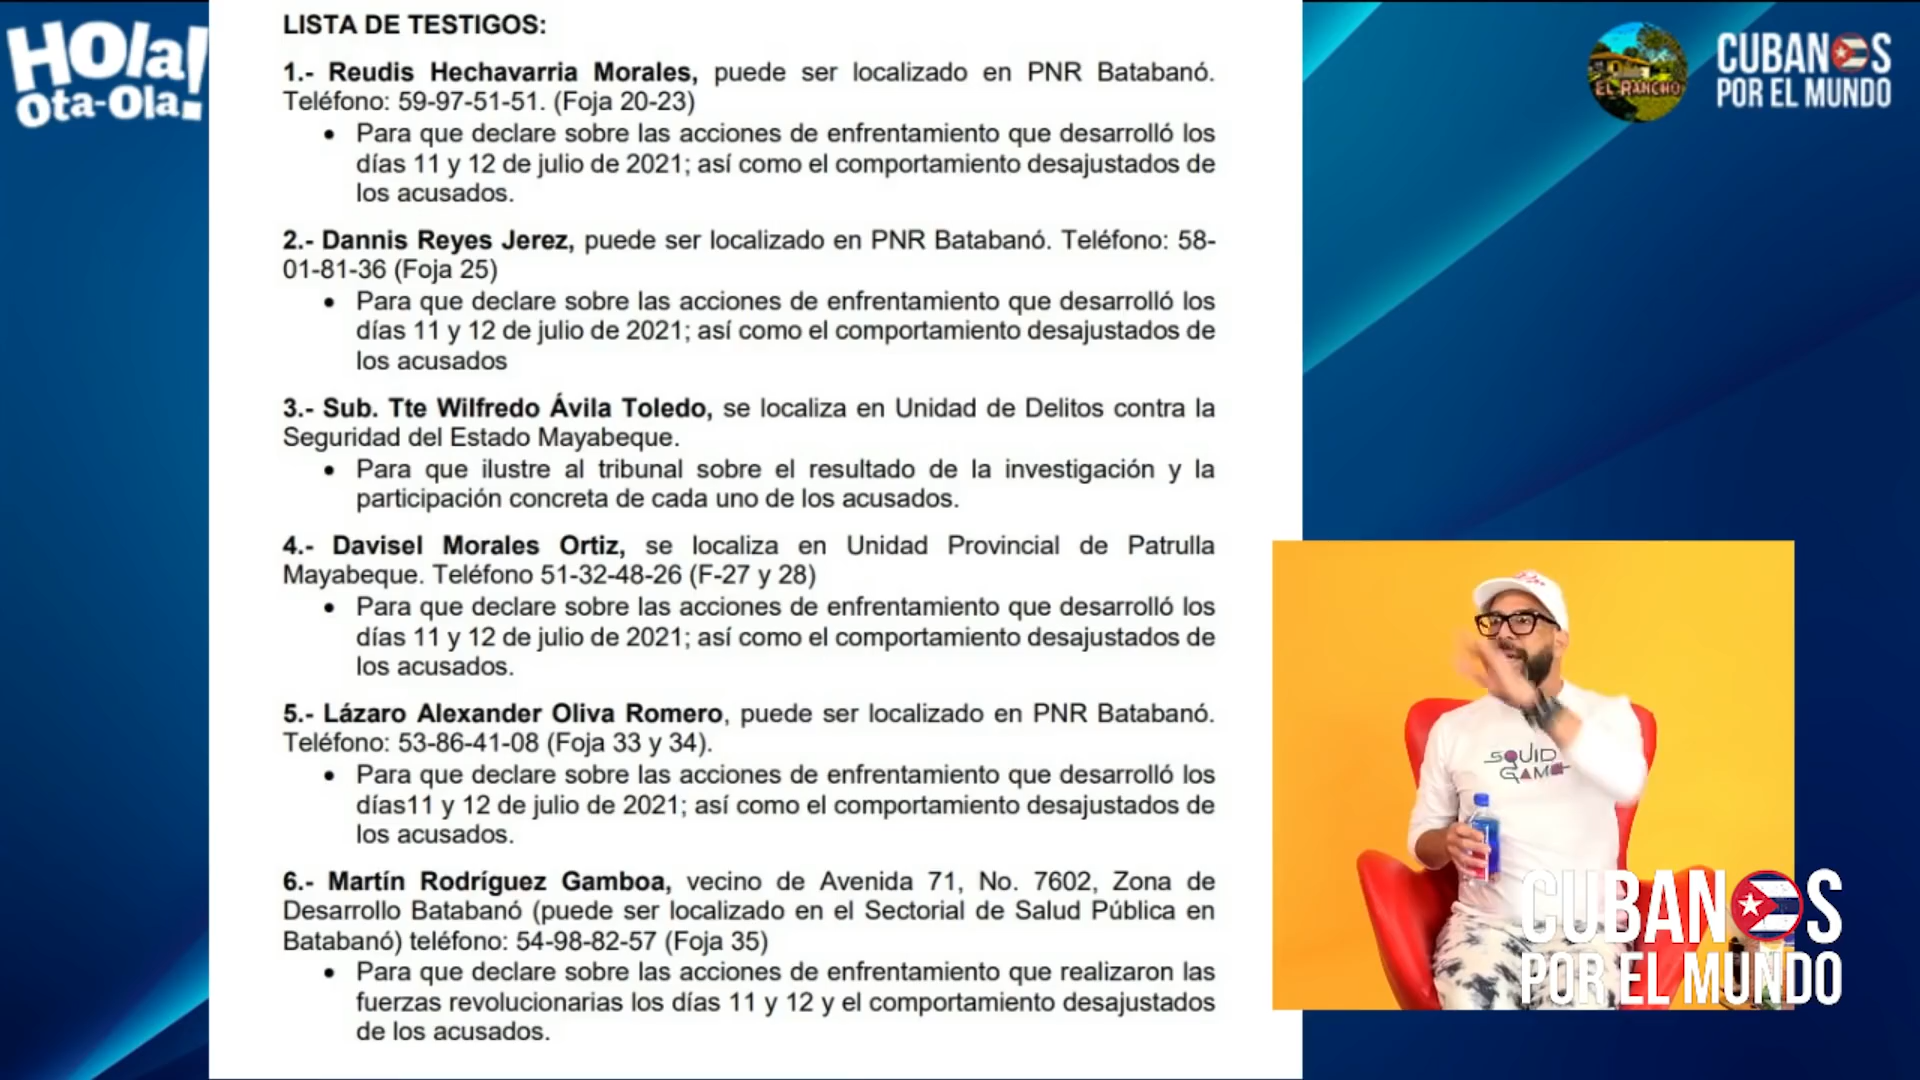 HOla!
Ota-Ola!
LISTA DE TESTIGOS:
1.- Reudis Hechavarria Morales, puede ser localizado en PNR Batabanó.
Teléfono: 59-97-51-51. (Foja 20-23)
• Para que declare sobre las acciones de enfrentamiento que desarrolló los
días 11 y 12 de julio de 2021; así como el comportamiento desajustados de
los acusados.
2.- Dannis Reyes Jerez, puede ser localizado en PNR Batabanó. Teléfono: 58-
01-81-36 (Foja 25)
• Para que declare sobre las acciones de enfrentamiento que desarrolló los
días 11 y 12 de julio de 2021; así como el comportamiento desajustados de
los acusados
3.- Sub. Tte Wilfredo Ávila Toledo, se localiza en Unidad de Delitos contra la
Seguridad del Estado Mayabeque.
• Para que ilustre al tribunal sobre el resultado de la investigación y la
participación concreta de cada uno de los acusados.
4.- Davisel Morales Ortiz, se localiza en Unidad Provincial de Patrulla
Mayabeque. Teléfono 51-32-48-26 (F-27 y 28)
• Para que declare sobre las acciones de enfrentamiento que desarrolló los
días 11 y 12 de julio de 2021; así como el comportamiento desajustados de
los acusados.
5.- Lázaro Alexander Oliva Romero, puede ser localizado en PNR Batabanó.
Teléfono: 53-86-41-08 (Foja 33 y 34).
• Para que declare sobre las acciones de enfrentamiento que desarrolló los
días11 y 12 de julio de 2021; así como el comportamiento desajustados de
los acusados.
6.- Martín Rodríguez Gamboa, vecino de Avenida 71, No. 7602, Zona de
Desarrollo Batabanó (puede ser localizado en el Sectorial de Salud Pública en
Batabanó) teléfono: 54-98-82-57 (Foja 35)
• Para que declare sobre las acciones de enfrentamiento que realizaron las
fuerzas revolucionarias los días 11 y 12 y el comportamiento desajustados
de los acusados.
EL RANCHO
CUBANOS
POR EL MUNDO
SQUID
GAME
CUBANOS
POR EL MUNDO